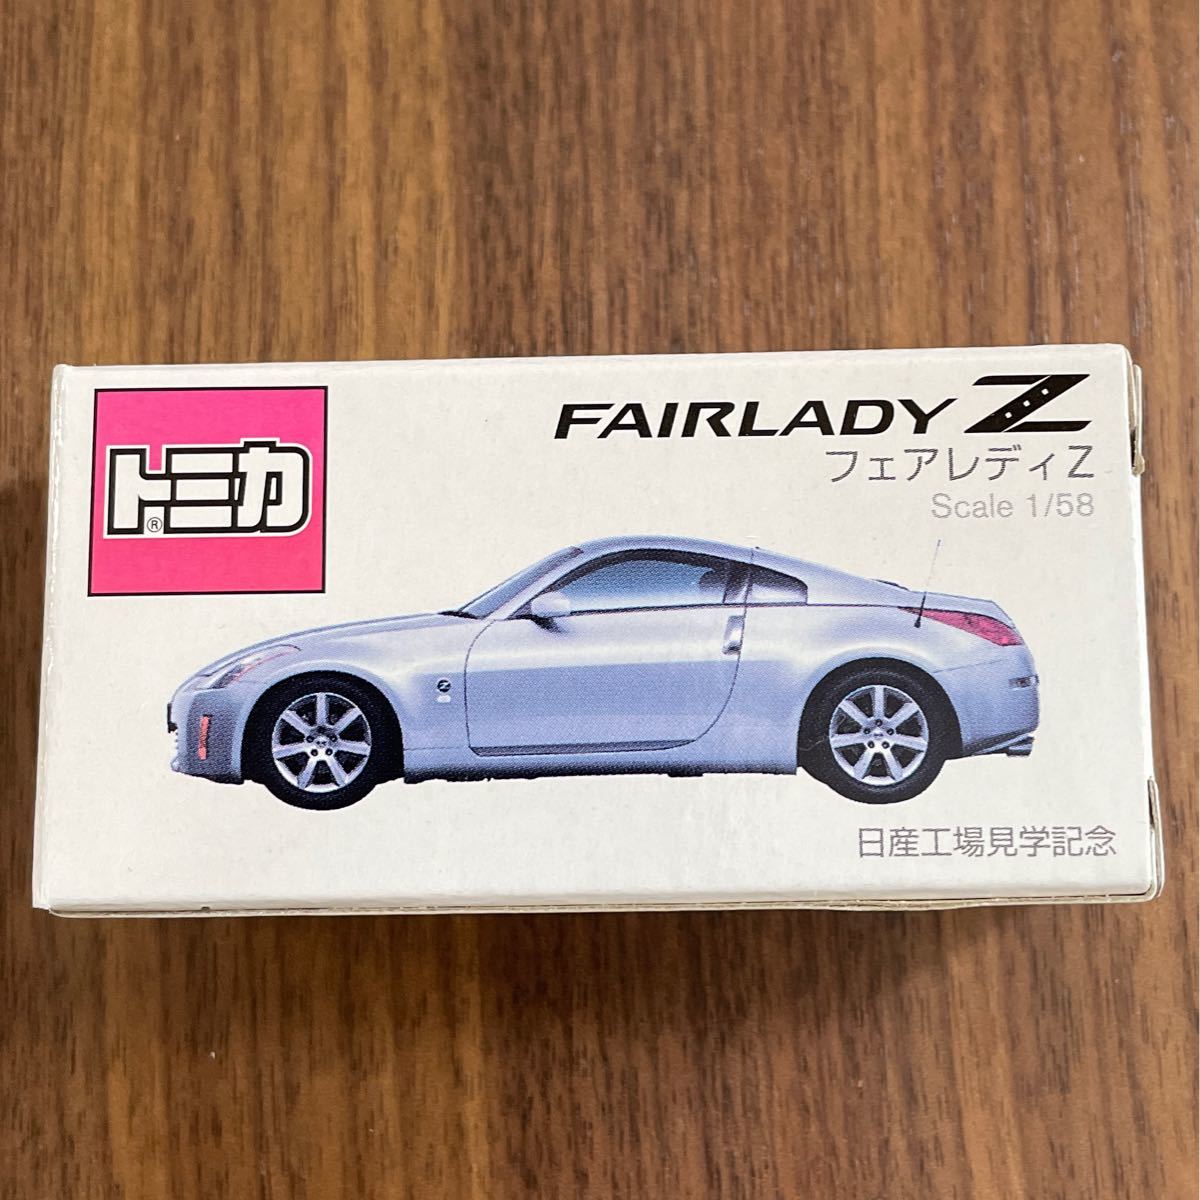 トミカ®
FAIRLADY Z
フェアレディZ
Scale 1/58
日産工場見学記念